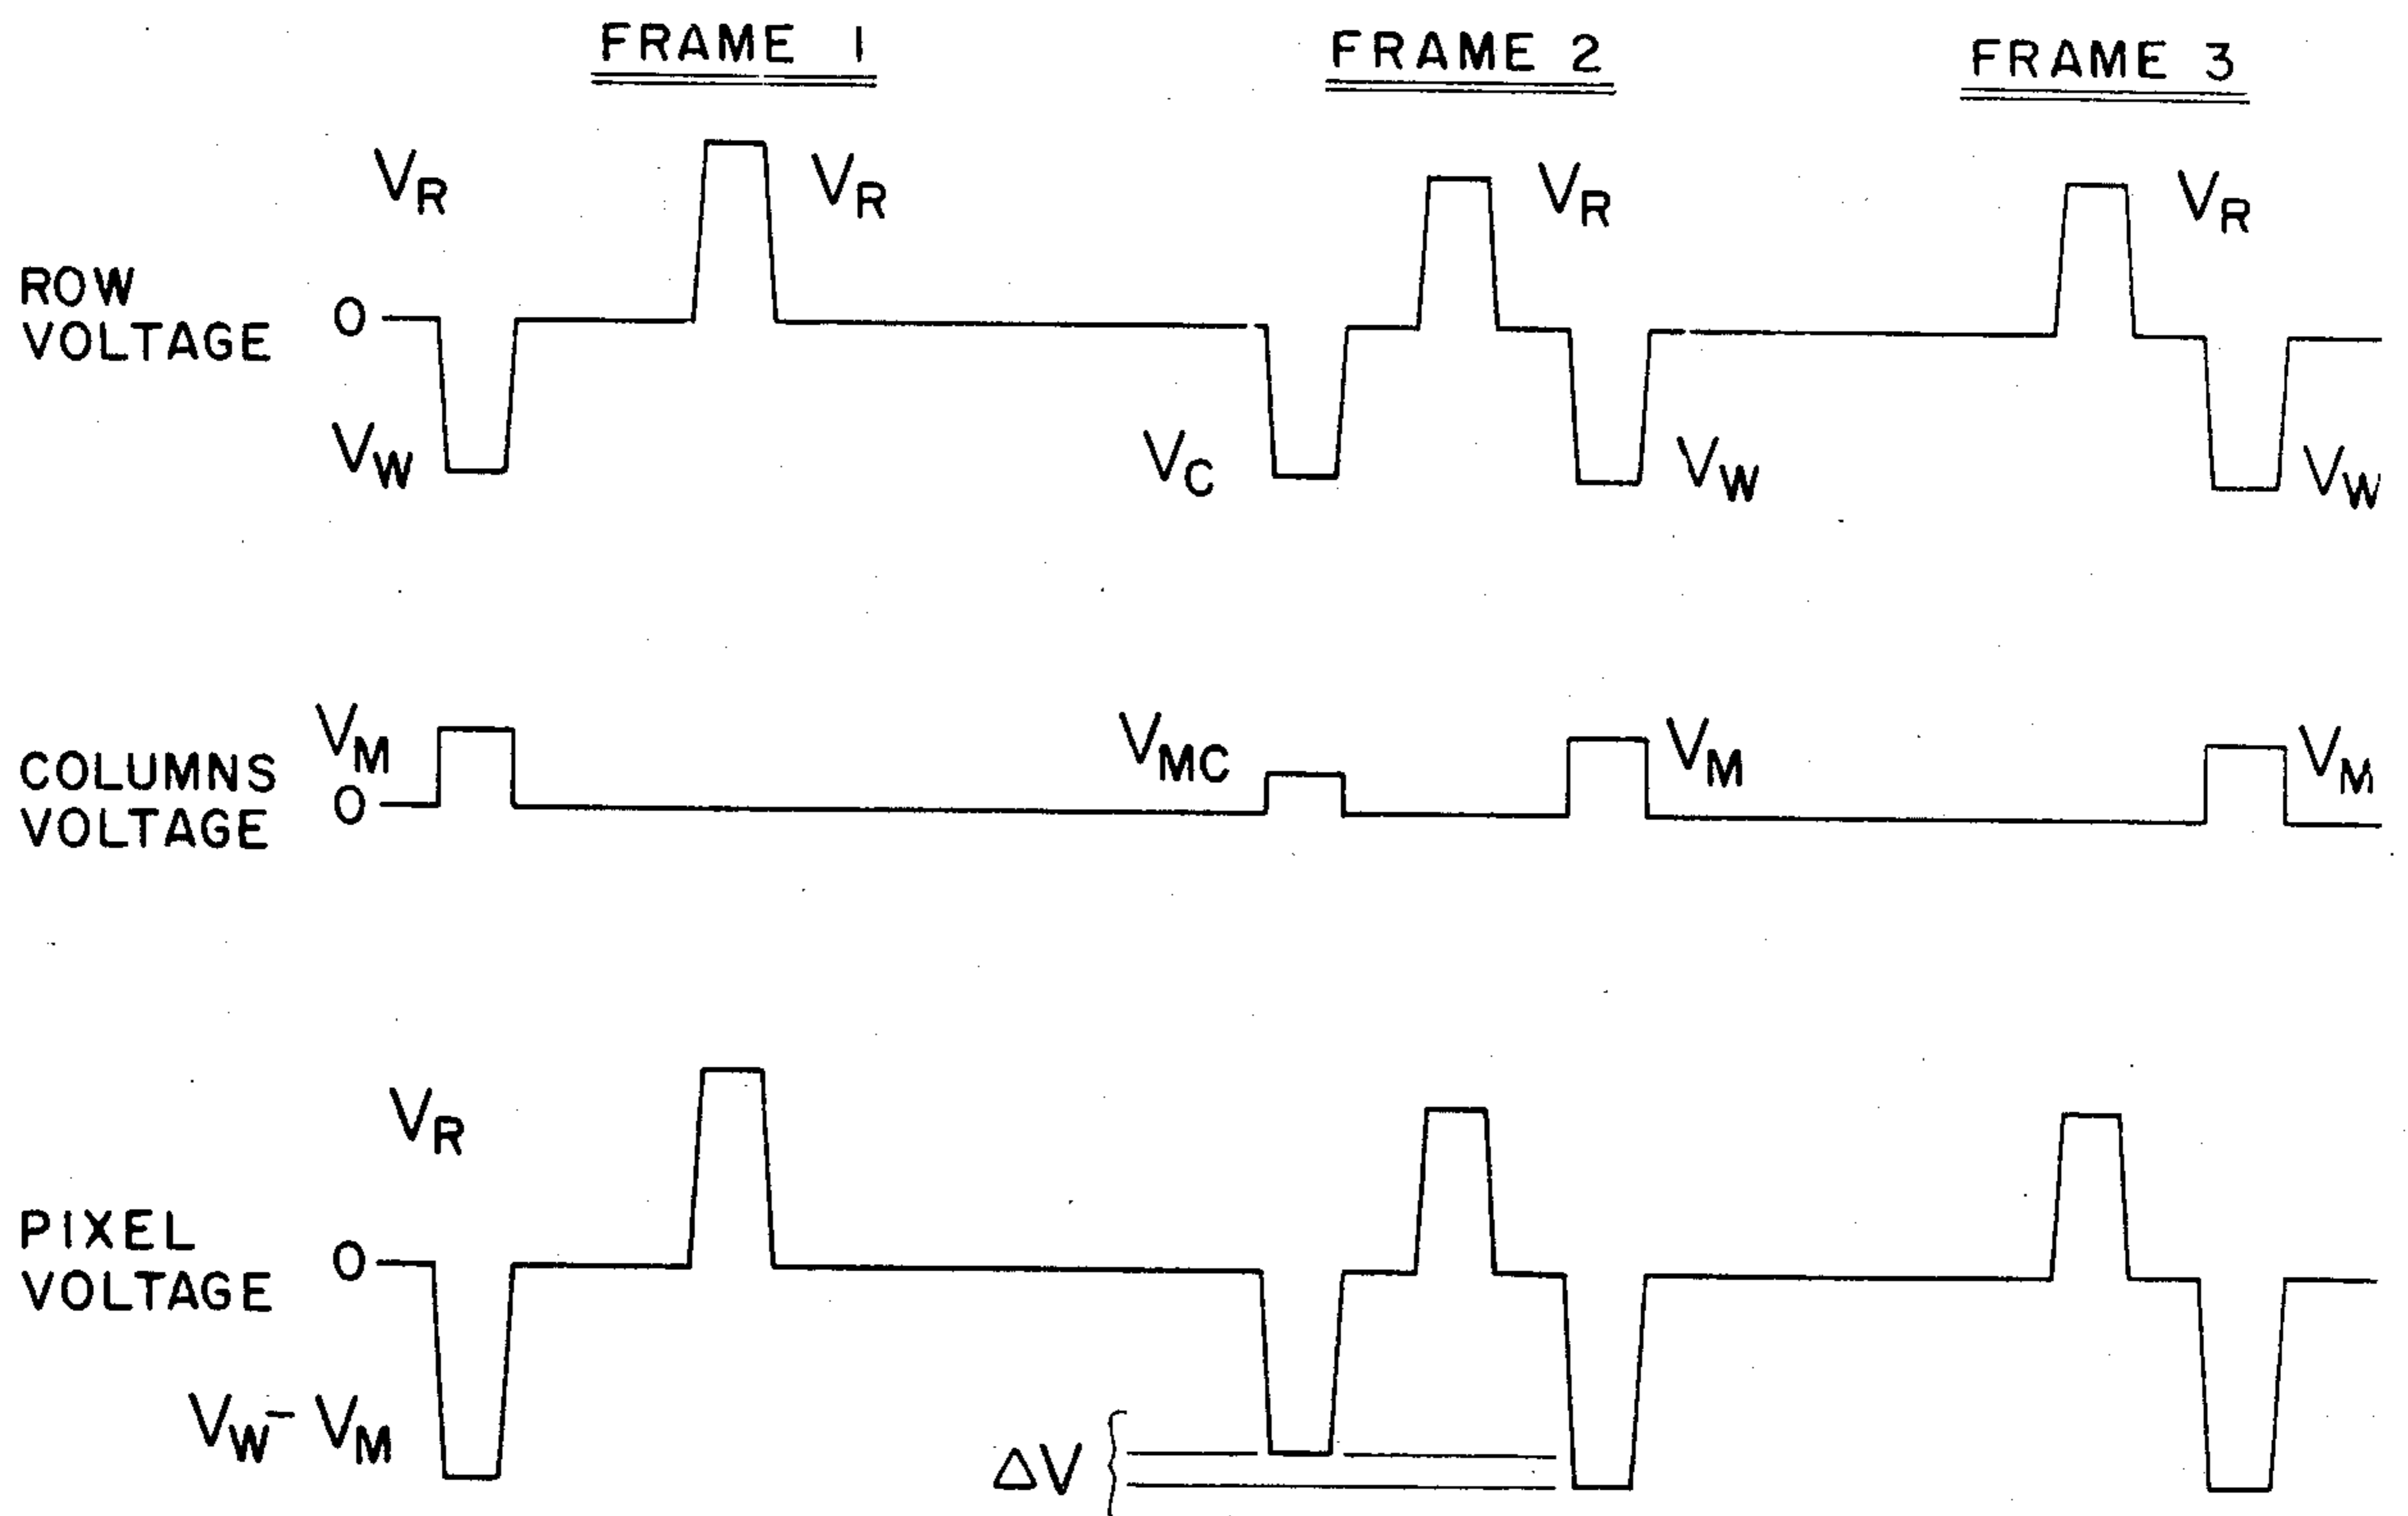 FRAME 1
FRAME 2
FRAME 3
VR
VR
VR
VR
ROW
VOLTAGE
0
VW
VC
VW
VW
VM
VMC
VM
VM
COLUMNS
VOLTAGE
0
VR
PIXEL
VOLTAGE
0
VW - VM
ΔV